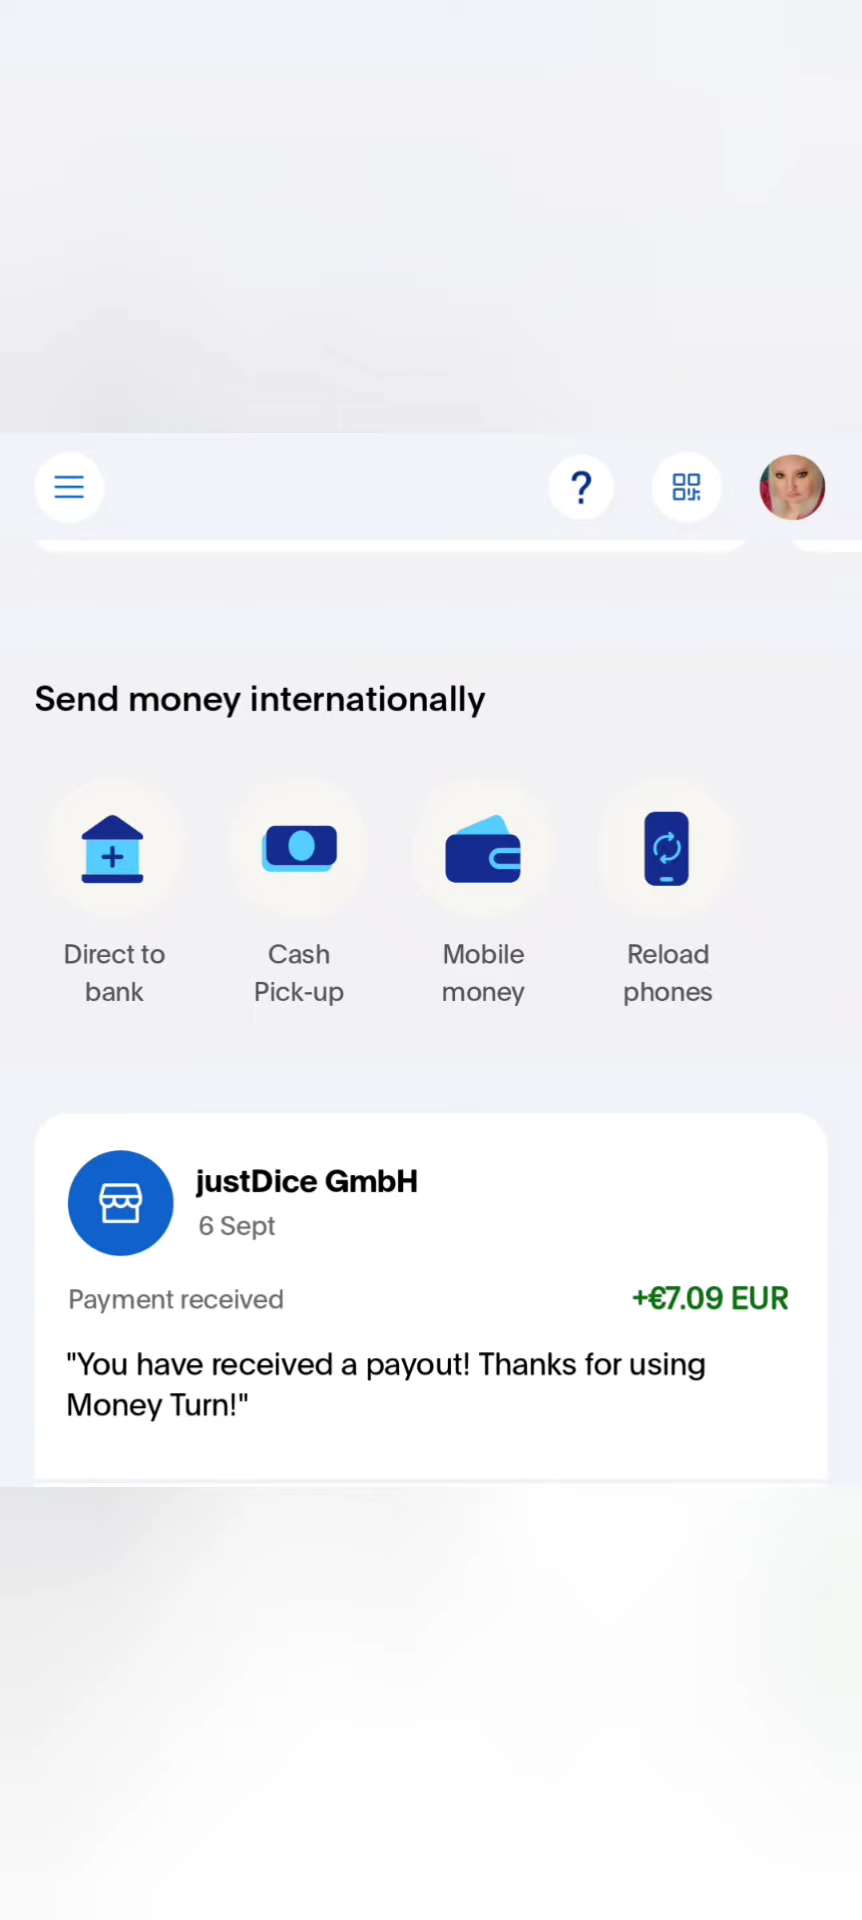 ?
Send money internationally
Direct to
bank
Cash
Pick-up
Mobile
money
Reload
phones
justDice GmbH
6 Sept
Payment received
+€7.09 EUR
"You have received a payout! Thanks for using
Money Turn!"